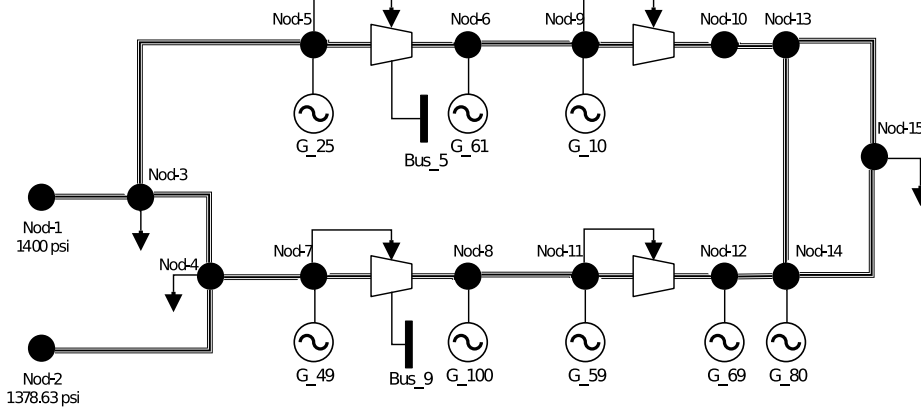 Nod-5
Nod-6
Nod-9
Nod-10
Nod-13
G_25
Bus_5
G_61
G_10
Nod-15
Nod-3
Nod-1
1400 psi
Nod-4
Nod-7
Nod-8
Nod-11
Nod-12
Nod-14
Nod-2
1378.63 psi
G_49
Bus_9
G_100
G_59
G_69
G_80